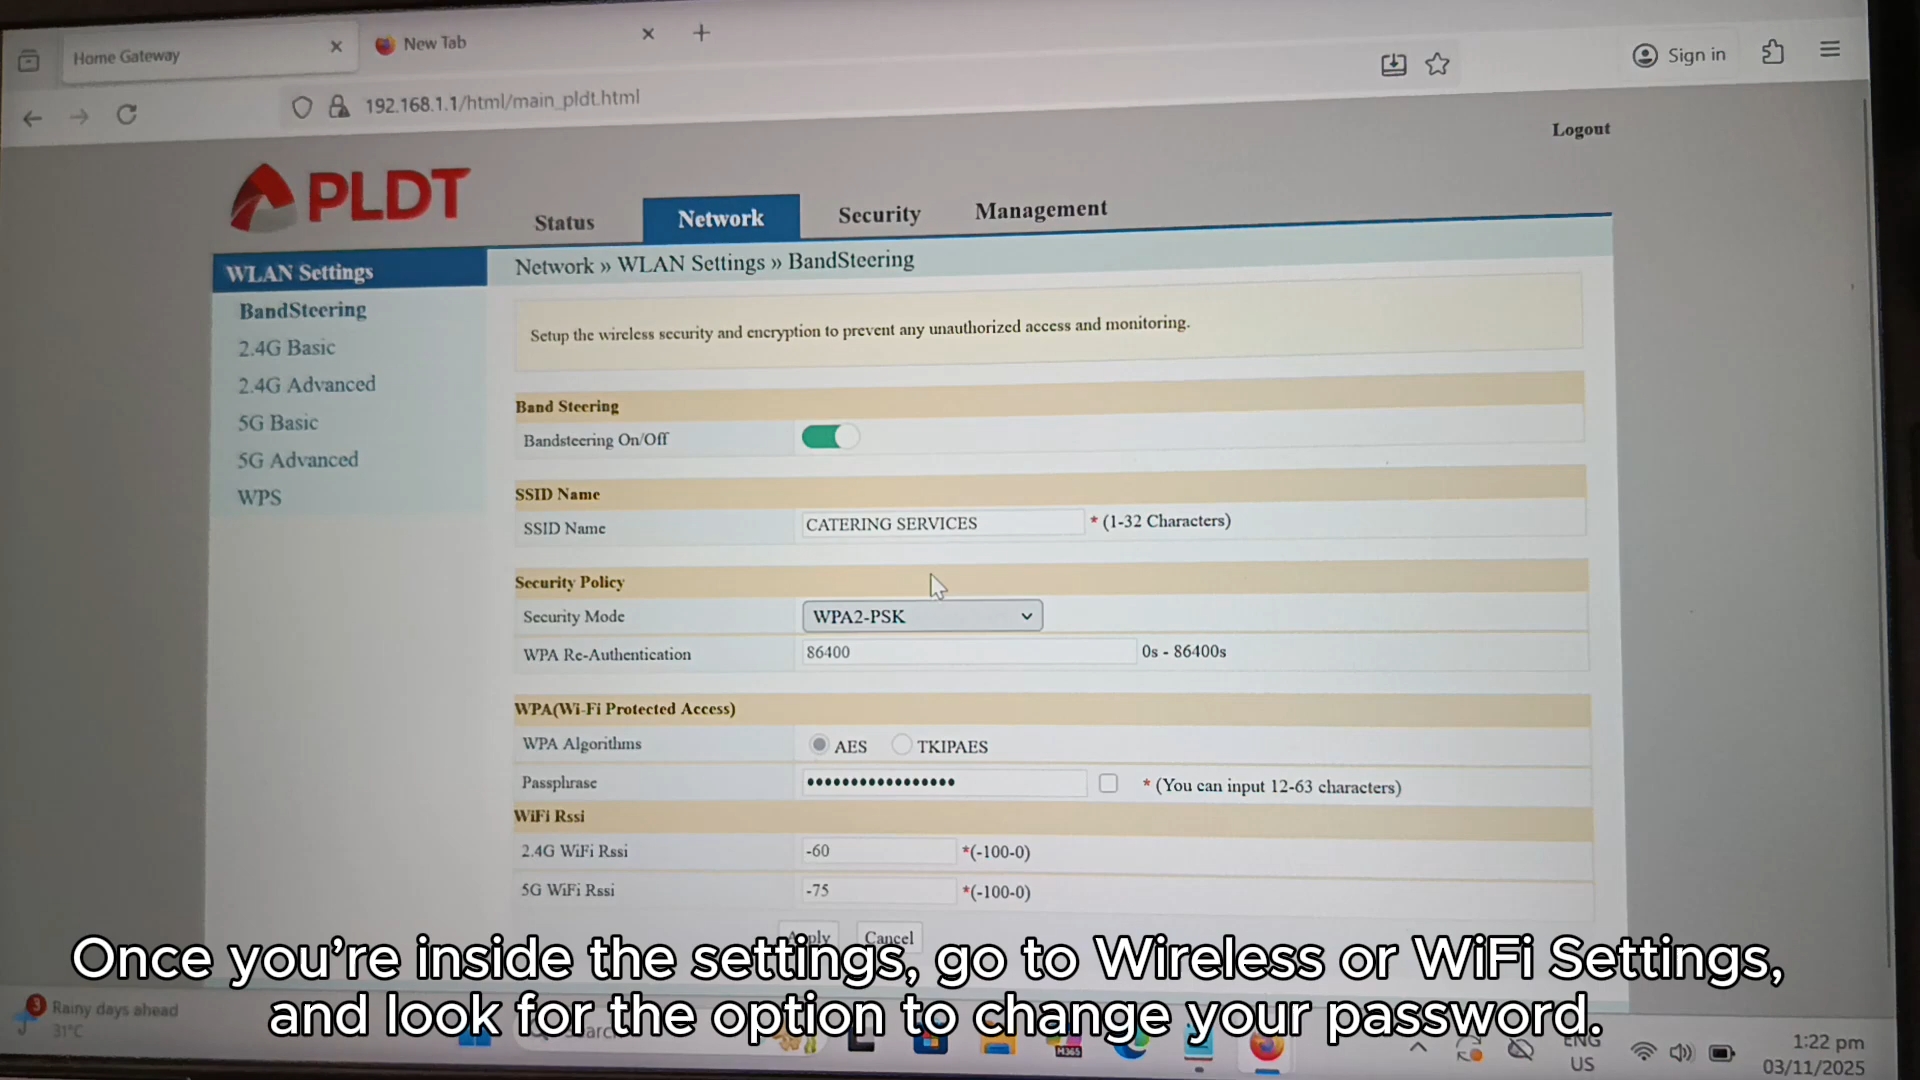 Home Gateway
New Tab
192.168.1.1/html/main_pldt.html
Sign in
Logout
PLDT
Status
Network
Security
Management
WLAN Settings
BandSteering
2.4G Basic
2.4G Advanced
5G Basic
5G Advanced
WPS
Network » WLAN Settings » BandSteering
Setup the wireless security and encryption to prevent any unauthorized access and monitoring.
Band Steering
Bandsteering On/Off
SSID Name
SSID Name CATERING SERVICES * (1-32 Characters)
Security Policy
Security Mode WPA2-PSK
WPA Re-Authentication 86400 0s - 86400s
WPA(Wi-Fi Protected Access)
WPA Algorithms AES TKIPAES
Passphrase ••••••••••••••••• * (You can input 12-63 characters)
WiFi Rssi
2.4G WiFi Rssi -60 *(-100-0)
5G WiFi Rssi -75 *(-100-0)
Apply Cancel
Once you're inside the settings, go to Wireless or WiFi Settings,
and look for the option to change your password.
3
Rainy days ahead
31°C
M365
ENG
US
1:22 pm
03/11/2025